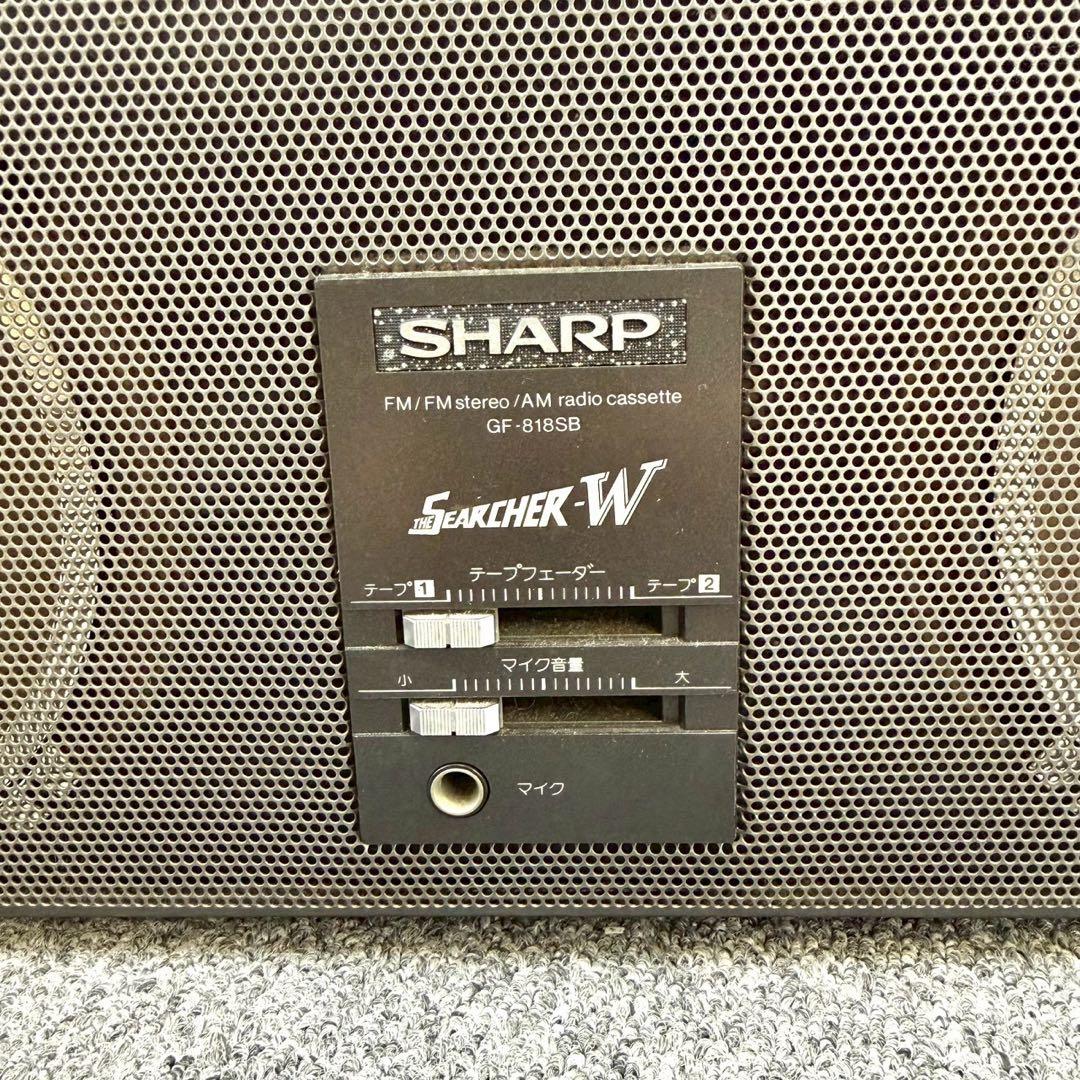 SHARP
FM/FM stereo/AM radio cassette
GF-818SB
THE SEARCHER-W
テープフェーダー
テープ1 テープ2
マイク音量
小 大
マイク